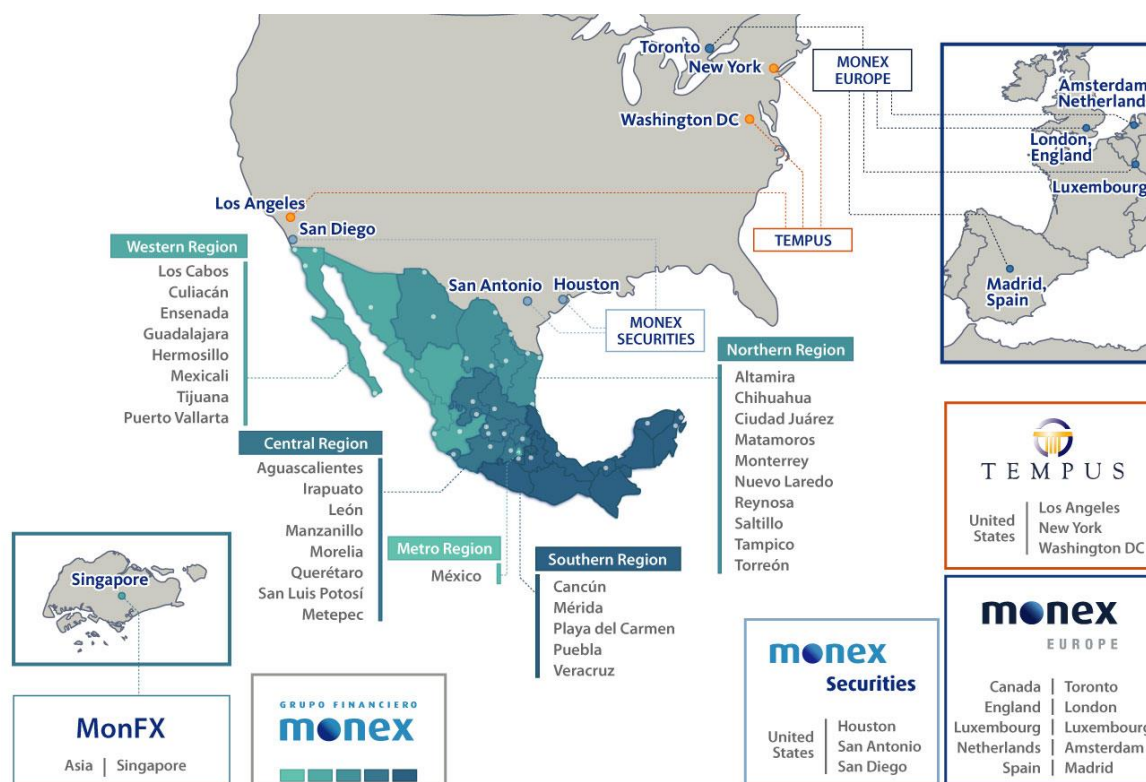 Toronto
New York
Washington DC
MONEX
EUROPE
Amsterdam
Netherland
London,
England
Luxembourg
Madrid,
Spain
Los Angeles
San Diego
TEMPUS
San Antonio
Houston
MONEX
SECURITIES
Western Region
Los Cabos
Culiacán
Ensenada
Guadalajara
Hermosillo
Mexicali
Tijuana
Puerto Vallarta
Northern Region
Altamira
Chihuahua
Ciudad Juárez
Matamoros
Monterrey
Nuevo Laredo
Reynosa
Saltillo
Tampico
Torreón
Central Region
Aguascalientes
Irapuato
León
Manzanillo
Morelia
Querétaro
San Luis Potosí
Metepec
Metro Region
México
Southern Region
Cancún
Mérida
Playa del Carmen
Puebla
Veracruz
Singapore
MonFX
Asia | Singapore
GRUPO FINANCIERO
monex
monex
Securities
United States
Houston
San Antonio
San Diego
TEMPUS
United States
Los Angeles
New York
Washington DC
monex
EUROPE
Canada | Toronto
England | London
Luxembourg | Luxembourg
Netherlands | Amsterdam
Spain | Madrid